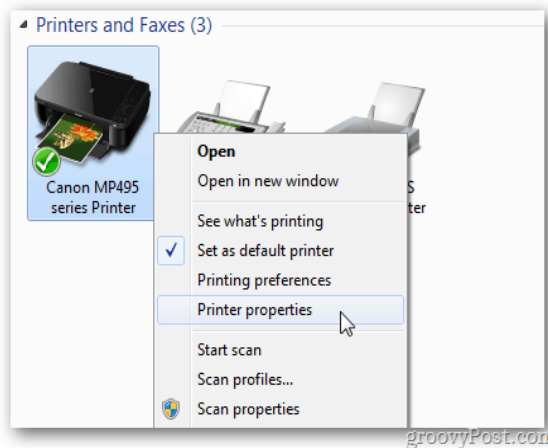 Printers and Faxes (3)
Canon MP495
series Printer
S
ter
Open
Open in new window
See what's printing
Set as default printer
Printing preferences
Printer properties
Start scan
Scan profiles...
Scan properties
groovyPost.com